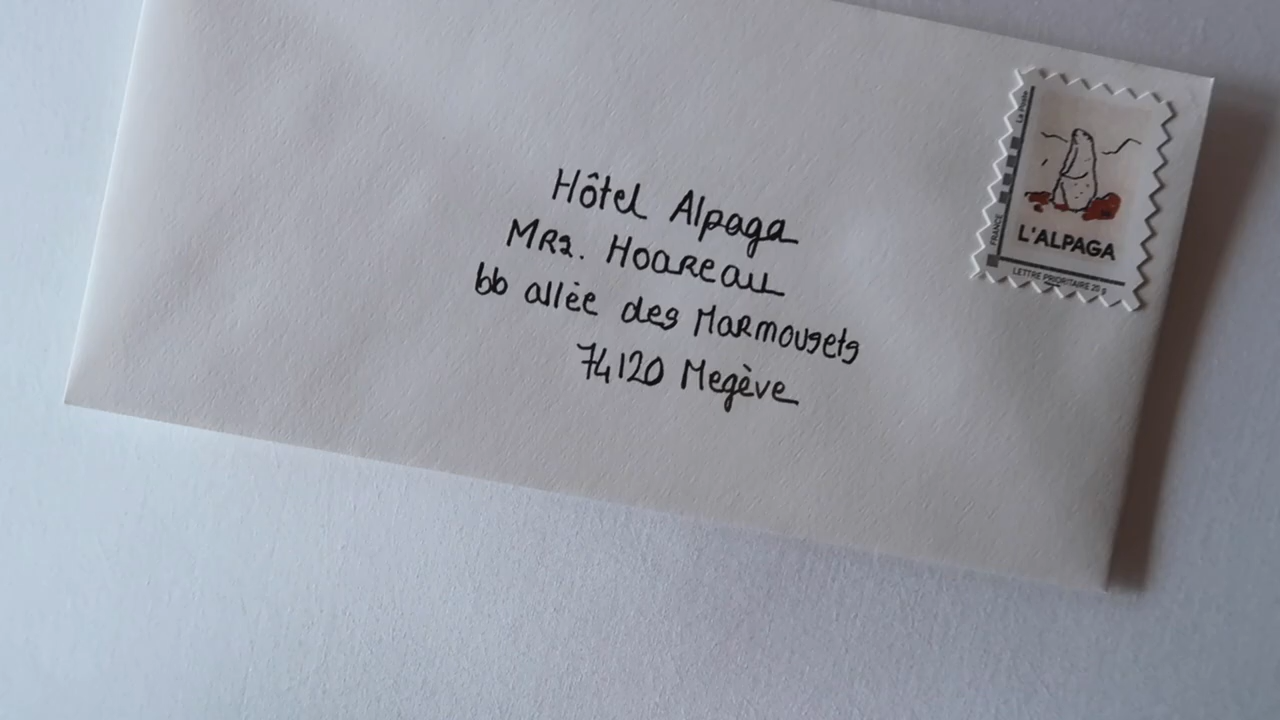 Hôtel Alpaga
MRs. Hoareau
66 allée des Marmousets
74120 Megève
La Poste
FRANCE
L'ALPAGA
LETTRE PRIORITAIRE 20 g